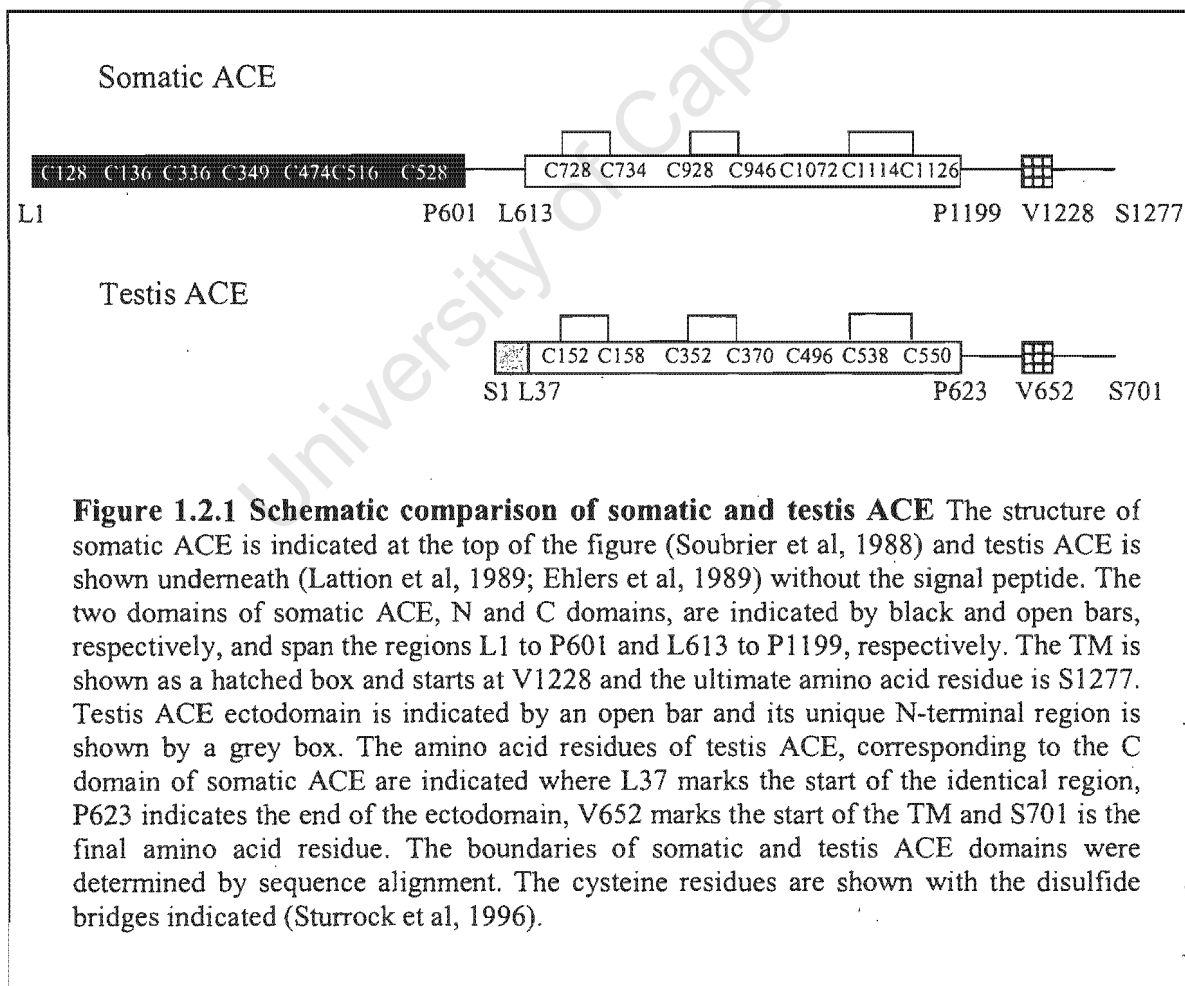 Somatic ACE
C128 C136 C336 C349 C474C516 C528 C728 C734 C928 C946C1072C1114C1126
L1 P601 L613 P1199 V1228 S1277
Testis ACE
C152 C158 C352 C370 C496 C538 C550
S1 L37 P623 V652 S701
University of Cape
Figure 1.2.1 Schematic comparison of somatic and testis ACE The structure of
somatic ACE is indicated at the top of the figure (Soubrier et al, 1988) and testis ACE is
shown underneath (Lattion et al, 1989; Ehlers et al, 1989) without the signal peptide. The
two domains of somatic ACE, N and C domains, are indicated by black and open bars,
respectively, and span the regions L1 to P601 and L613 to P1199, respectively. The TM is
shown as a hatched box and starts at V1228 and the ultimate amino acid residue is S1277.
Testis ACE ectodomain is indicated by an open bar and its unique N-terminal region is
shown by a grey box. The amino acid residues of testis ACE, corresponding to the C
domain of somatic ACE are indicated where L37 marks the start of the identical region,
P623 indicates the end of the ectodomain, V652 marks the start of the TM and S701 is the
final amino acid residue. The boundaries of somatic and testis ACE domains were
determined by sequence alignment. The cysteine residues are shown with the disulfide
bridges indicated (Sturrock et al, 1996).